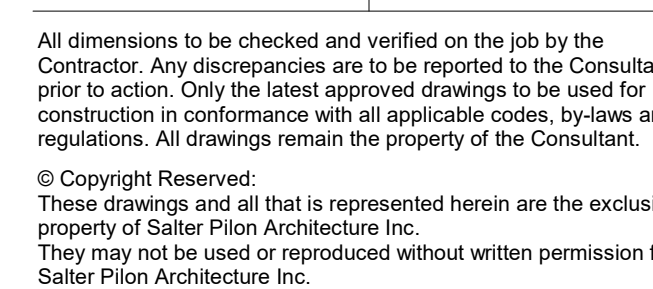 All dimensions to be checked and verified on the job by the
Contractor. Any discrepancies are to be reported to the Consulta
prior to action. Only the latest approved drawings to be used for
construction in conformance with all applicable codes, by-laws a
regulations. All drawings remain the property of the Consultant.
© Copyright Reserved:
These drawings and all that is represented herein are the exclusi
property of Salter Pilon Architecture Inc.
They may not be used or reproduced without written permission f
Salter Pilon Architecture Inc.